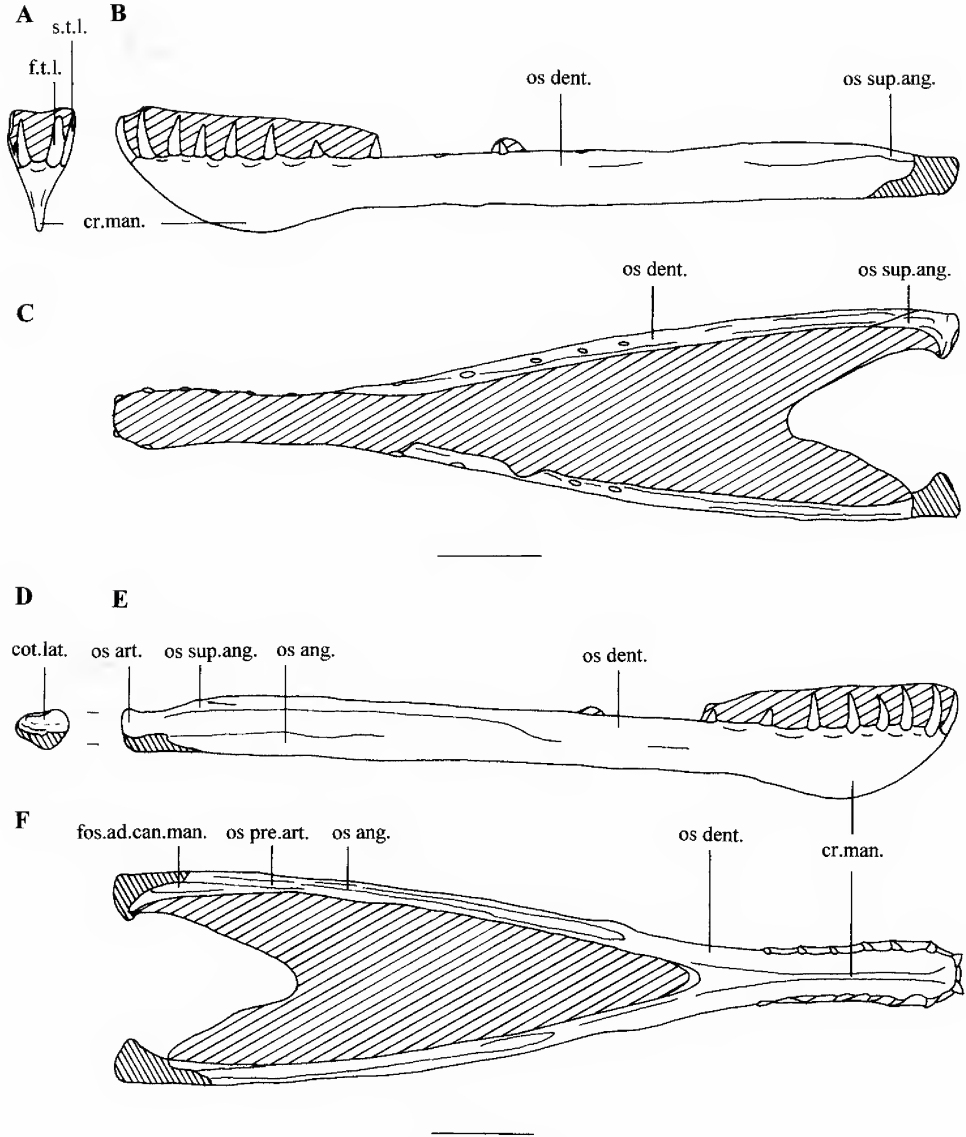 A
B
s.t.l.
f.t.l.
os dent.
os sup.ang.
cr.man.
C
os dent.
os sup.ang.
D
E
cot.lat.
os art.
os sup.ang.
os ang.
os dent.
F
fos.ad.can.man.
os pre.art.
os ang.
os dent.
cr.man.